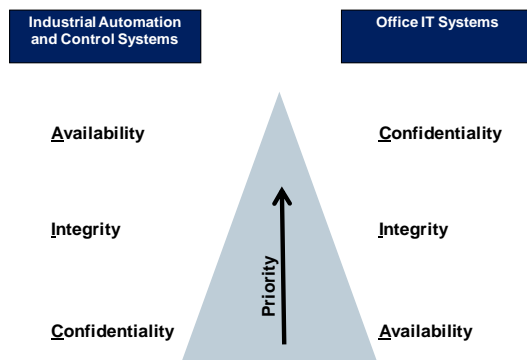 Industrial Automation
and Control Systems
Office IT Systems
Availability
Confidentiality
Integrity
Integrity
Priority
Confidentiality
Availability